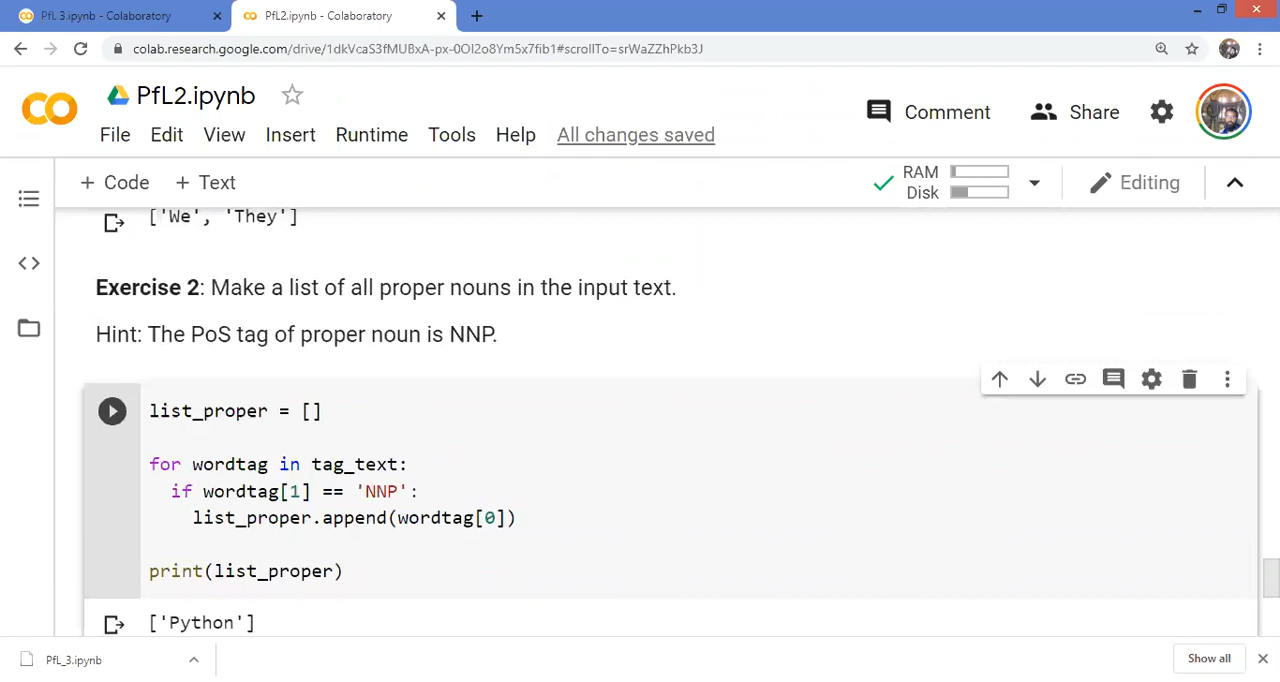 PfL 3.ipynb - Colaboratory
PfL2.ipynb - Colaboratory
colab.research.google.com/drive/1dkVcaS3fMUBxA-px-0Ol2o8Ym5x7fib1#scrollTo=srWaZZhPkb3J
PfL2.ipynb
Comment
Share
File Edit View Insert Runtime Tools Help All changes saved
+ Code + Text
RAM
Disk
Editing
['We', 'They']
Exercise 2: Make a list of all proper nouns in the input text.
Hint: The PoS tag of proper noun is NNP.
list_proper = []
for wordtag in tag_text:
if wordtag[1] == 'NNP':
list_proper.append(wordtag[0])
print(list_proper)
['Python']
PfL_3.ipynb
Show all